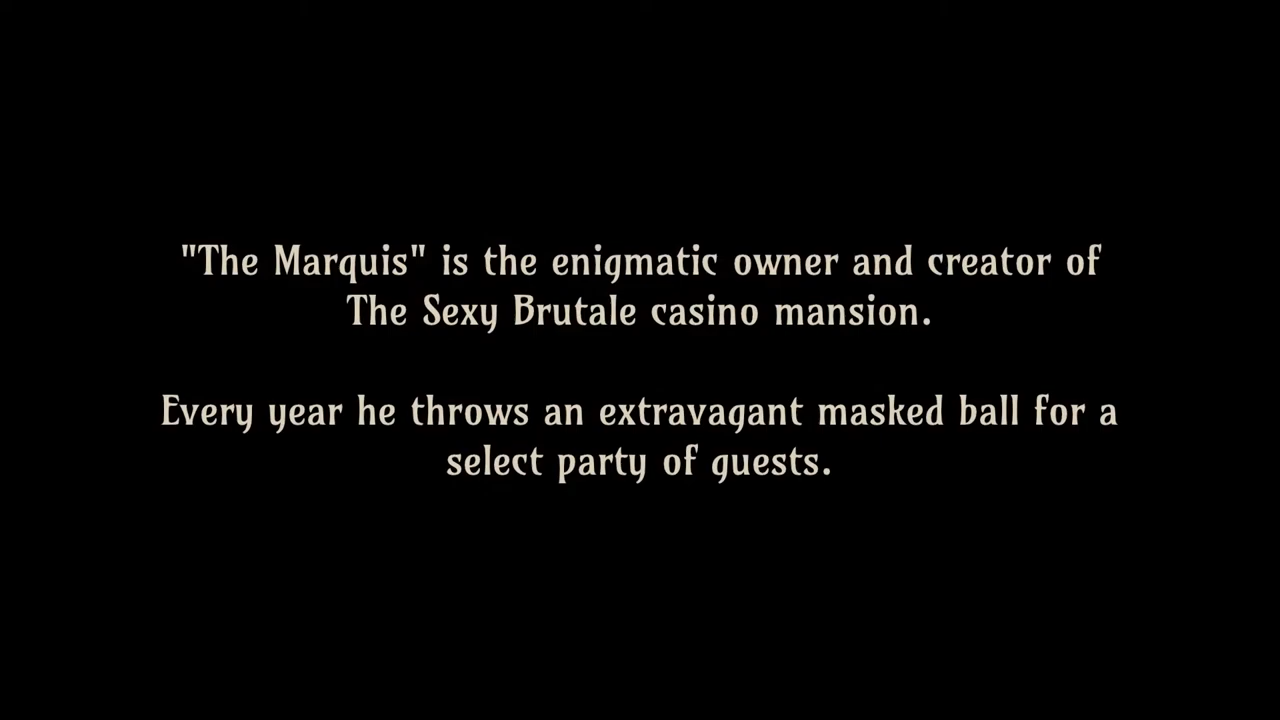 "The Marquis" is the enigmatic owner and creator of
The Sexy Brutale casino mansion.
Every year he throws an extravagant masked ball for a
select party of guests.